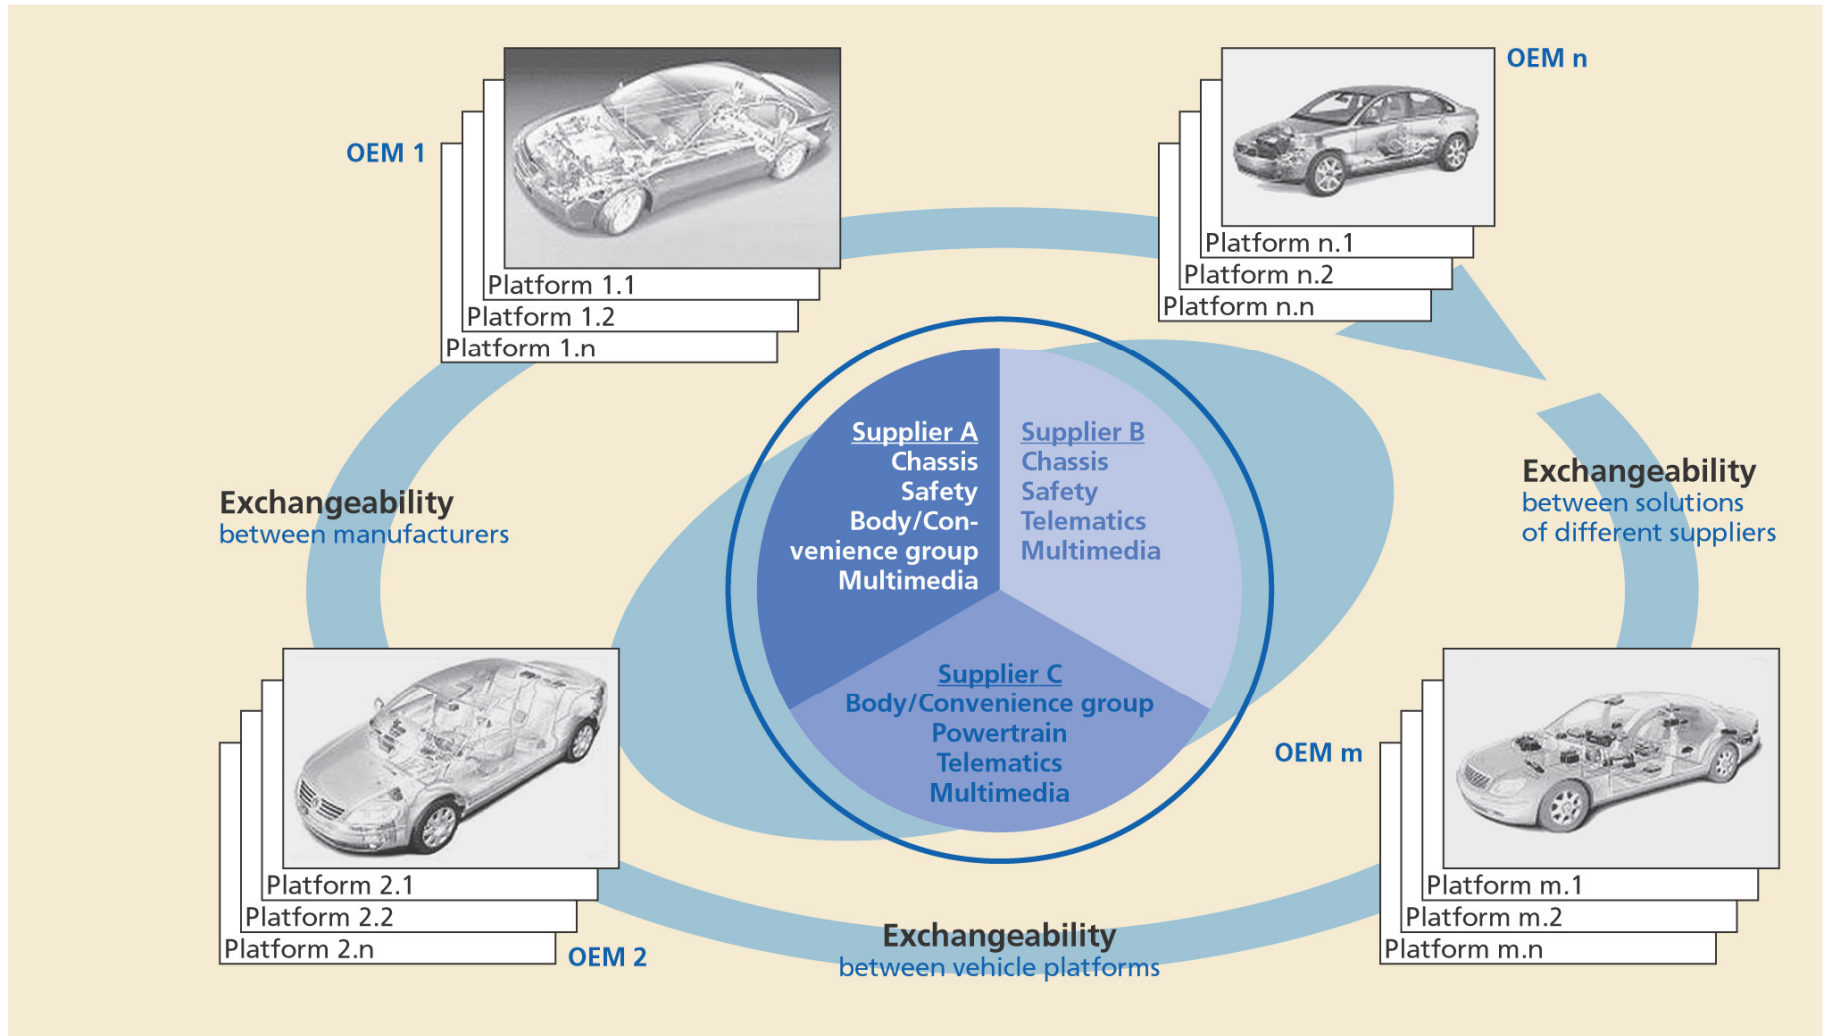 OEM 1
Platform 1.1
Platform 1.2
Platform 1.n
OEM n
Platform n.1
Platform n.2
Platform n.n
Exchangeability
between manufacturers
Supplier A
Chassis
Safety
Body/Con-
venience group
Multimedia
Supplier B
Chassis
Safety
Telematics
Multimedia
Supplier C
Body/Convenience group
Powertrain
Telematics
Multimedia
Exchangeability
between solutions
of different suppliers
Platform 2.1
Platform 2.2
Platform 2.n
OEM 2
Exchangeability
between vehicle platforms
OEM m
Platform m.1
Platform m.2
Platform m.n